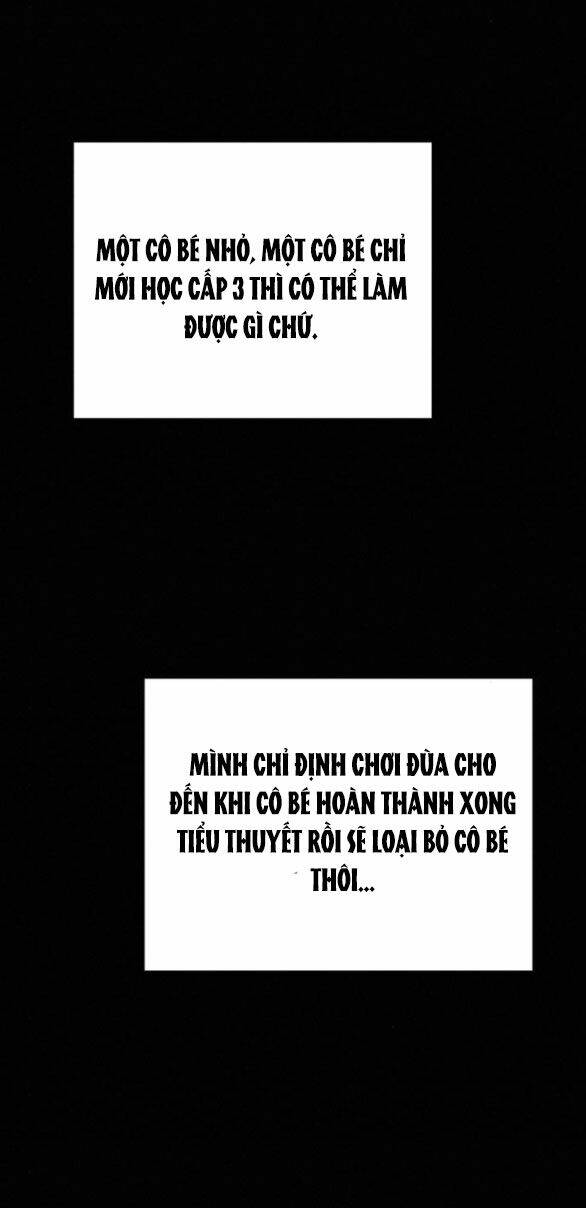 MỘT CÔ BÉ NHỎ, MỘT CÔ BÉ CHỈ
MỚI HỌC CẤP 3 THÌ CÓ THỂ LÀM
ĐƯỢC GÌ CHỨ.
MÌNH CHỈ ĐỊNH CHƠI ĐÙA CHO
ĐẾN KHI CÔ BÉ HOÀN THÀNH XONG
TIỂU THUYẾT RỒI SẼ LOẠI BỎ CÔ BÉ
THÔI...